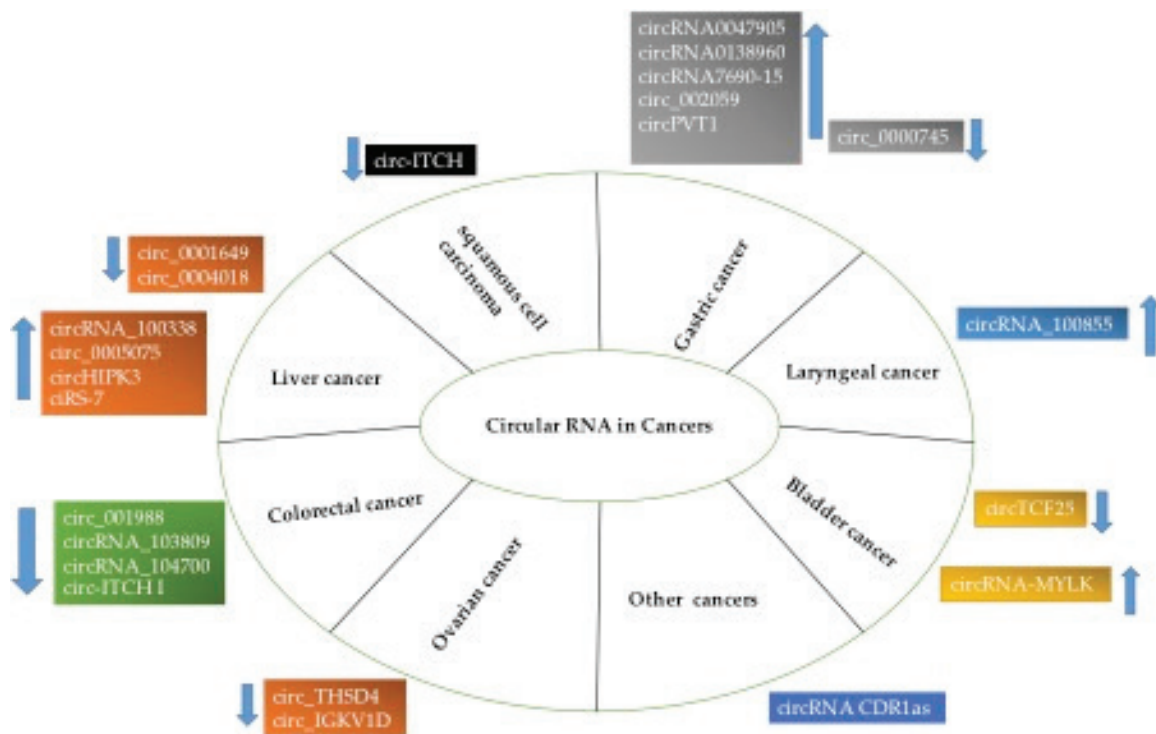 circRNA0047905
circRNA0138960
circRNA7690-15
circ_002059
circPVT1
circ_0000745
circ-ITCH
squamous cell
carcinoma
Gastric cancer
circ_0001649
circ_0004018
circRNA_100338
circ_0005075
circHIPK3
ciRS-7
Liver cancer
Laryngeal cancer
circRNA_100855
Circular RNA in Cancers
circ_001988
circRNA_103809
circRNA_104700
circ-ITCH I
Colorectal cancer
Bladder cancer
circTCF25
circRNA-MYLK
Ovarian cancer
Other cancers
circ_THSD4
circ_IGKV1D
circRNA CDR1as